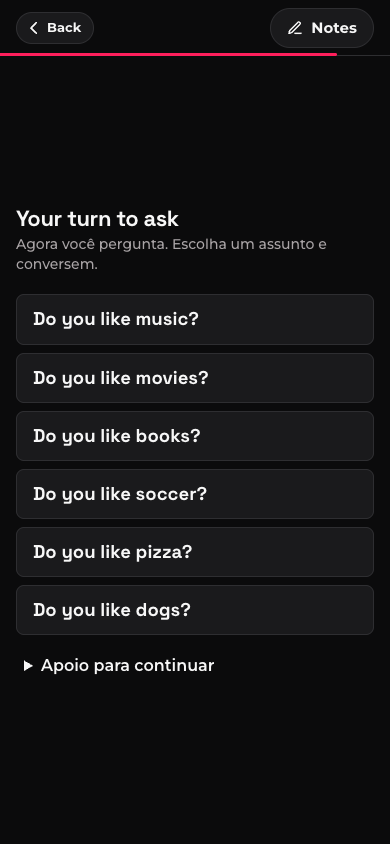 Back
Notes
Your turn to ask
Agora você pergunta. Escolha um assunto e
conversem.
Do you like music?
Do you like movies?
Do you like books?
Do you like soccer?
Do you like pizza?
Do you like dogs?
Apoio para continuar